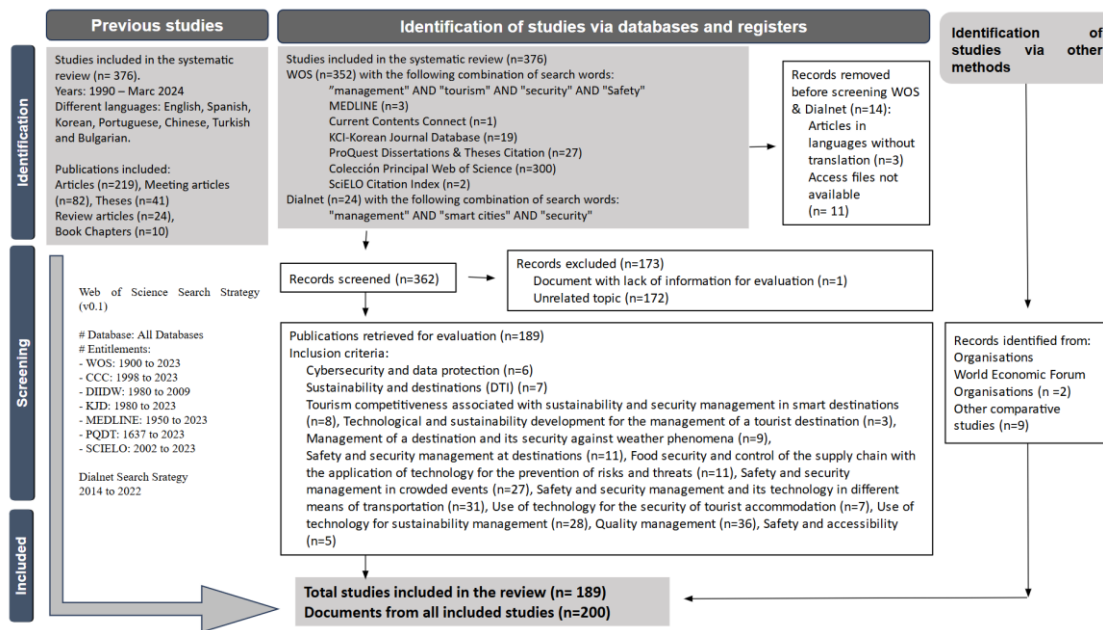 Previous studies
Identification of studies via databases and registers
Identification of
studies via other
methods
Identification
Studies included in the systematic
review (n= 376).
Years: 1990 – Marc 2024
Different languages: English, Spanish,
Korean, Portuguese, Chinese, Turkish
and Bulgarian.
Publications included:
Articles (n=219), Meeting articles
(n=82), Theses (n=41)
Review articles (n=24),
Book Chapters (n=10)
Studies included in the systematic review (n=376)
WOS (n=352) with the following combination of search words:
"management" AND "tourism" AND "security" AND "Safety"
MEDLINE (n=3)
Current Contents Connect (n=1)
KCI-Korean Journal Database (n=19)
ProQuest Dissertations & Theses Citation (n=27)
Colección Principal Web of Science (n=300)
SciELO Citation Index (n=2)
Dialnet (n=24) with the following combination of search words:
"management" AND "smart cities" AND "security"
Records removed
before screening WOS
& Dialnet (n=14):
Articles in
languages without
translation (n=3)
Access files not
available
(n= 11)
Screening
Web of Science Search Strategy
(v0.1)
# Database: All Databases
# Entitlements:
- WOS: 1900 to 2023
- CCC: 1998 to 2023
- DIIDW: 1980 to 2009
- KJD: 1980 to 2023
- MEDLINE: 1950 to 2023
- PQDT: 1637 to 2023
- SCIELO: 2002 to 2023
Dialnet Search Srategy
2014 to 2022
Records screened (n=362)
Records excluded (n=173)
Document with lack of information for evaluation (n=1)
Unrelated topic (n=172)
Publications retrieved for evaluation (n=189)
Inclusion criteria:
Cybersecurity and data protection (n=6)
Sustainability and destinations (DTI) (n=7)
Tourism competitiveness associated with sustainability and security management in smart destinations
(n=8), Technological and sustainability development for the management of a tourist destination (n=3),
Management of a destination and its security against weather phenomena (n=9),
Safety and security management at destinations (n=11), Food security and control of the supply chain with
the application of technology for the prevention of risks and threats (n=11), Safety and security
management in crowded events (n=27), Safety and security management and its technology in different
means of transportation (n=31), Use of technology for the security of tourist accommodation (n=7), Use of
technology for sustainability management (n=28), Quality management (n=36), Safety and accessibility
(n=5)
Records identified from:
Organisations
World Economic Forum
Organisations (n =2)
Other comparative
studies (n=9)
Included
Total studies included in the review (n= 189)
Documents from all included studies (n=200)